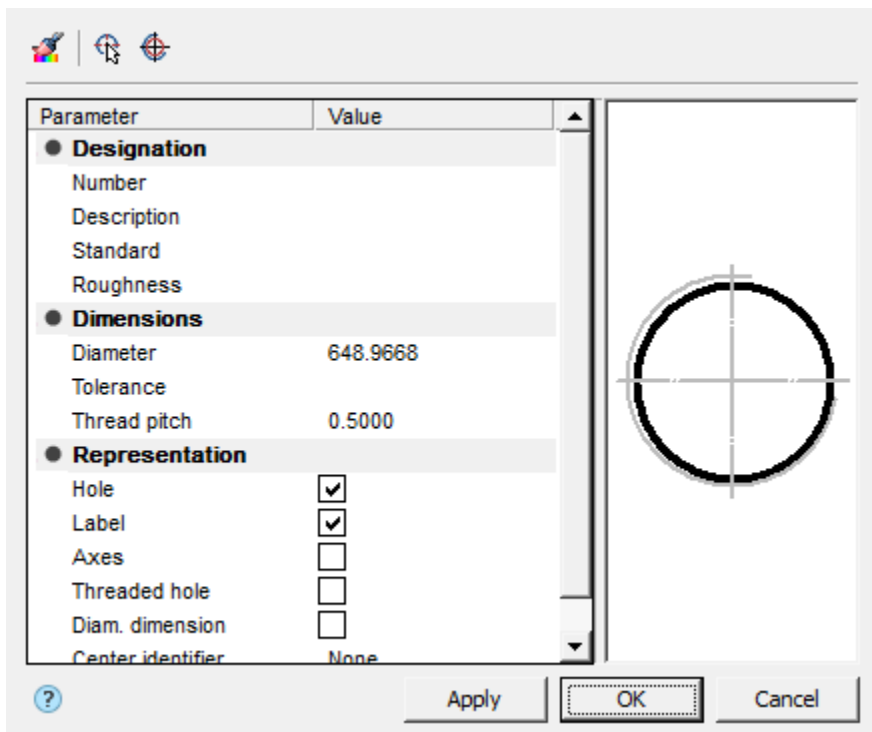 Parameter Value
Designation
Number
Description
Standard
Roughness
Dimensions
Diameter 648.9668
Tolerance
Thread pitch 0.5000
Representation
Hole
Label
Axes
Threaded hole
Diam. dimension
Center identifier None
? Apply OK Cancel